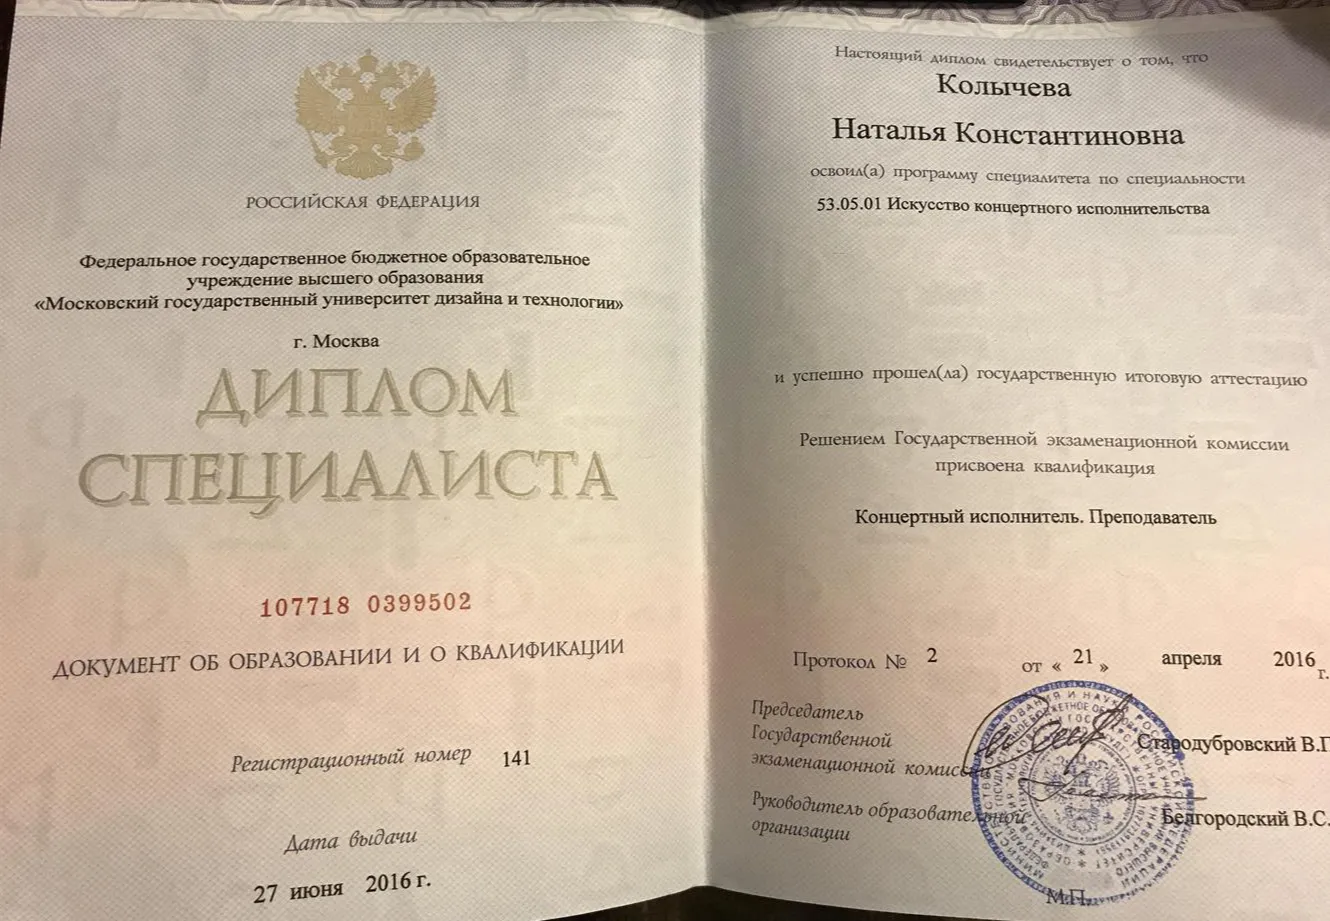 РОССИЙСКАЯ ФЕДЕРАЦИЯ
Федеральное государственное бюджетное образовательное
учреждение высшего образования
«Московский государственный университет дизайна и технологии»
г. Москва
ДИПЛОМ
СПЕЦИАЛИСТА
107718 0399502
ДОКУМЕНТ ОБ ОБРАЗОВАНИИ И О КВАЛИФИКАЦИИ
Регистрационный номер 141
Дата выдачи
27 июня 2016 г.
Настоящий диплом свидетельствует о том, что
Колычева
Наталья Константиновна
освоил(а) программу специалитета по специальности
53.05.01 Искусство концертного исполнительства
и успешно прошел(ла) государственную итоговую аттестацию
Решением Государственной экзаменационной комиссии
присвоена квалификация
Концертный исполнитель. Преподаватель
Протокол № 2 от « 21 » апреля 2016 г.
Председатель
Государственной
экзаменационной комиссии Стародубровский В.Г
Руководитель образовательной
организации Белгородский В.С.
М.П.